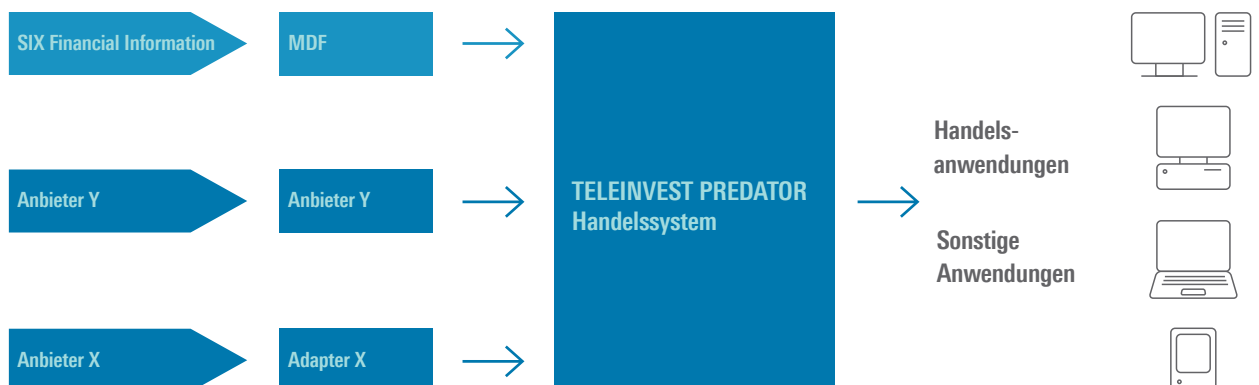 SIX Financial Information
MDF
Anbieter Y
Anbieter Y
Anbieter X
Adapter X
TELEINVEST PREDATOR
Handelssystem
Handels-
anwendungen
Sonstige
Anwendungen